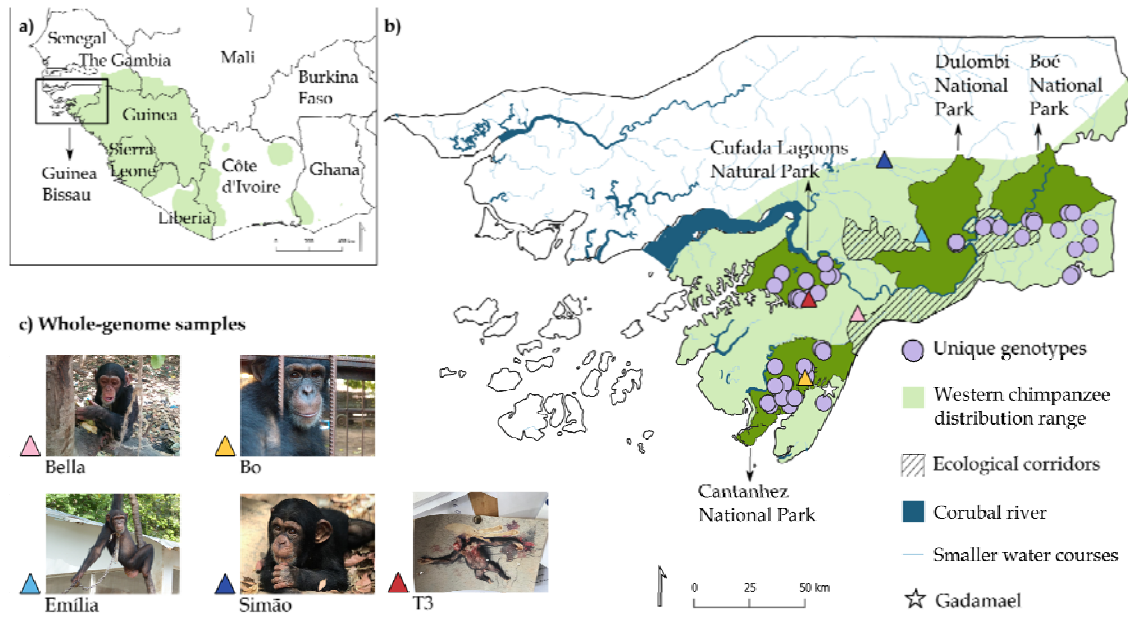 a)
Senegal
The Gambia
Mali
Burkina
Faso
Guinea
Sierra
Leone
Côte
d'Ivoire
Ghana
Guinea
Bissau
Liberia
b)
Dulombi
National
Park
Boé
National
Park
Cufada Lagoons
Natural Park
Cantanhez
National Park
Unique genotypes
Western chimpanzee
distribution range
Ecological corridors
Corubal river
Smaller water courses
Gadamael
0 25 50 km
c) Whole-genome samples
Bella
Bo
Emília
Simão
T3